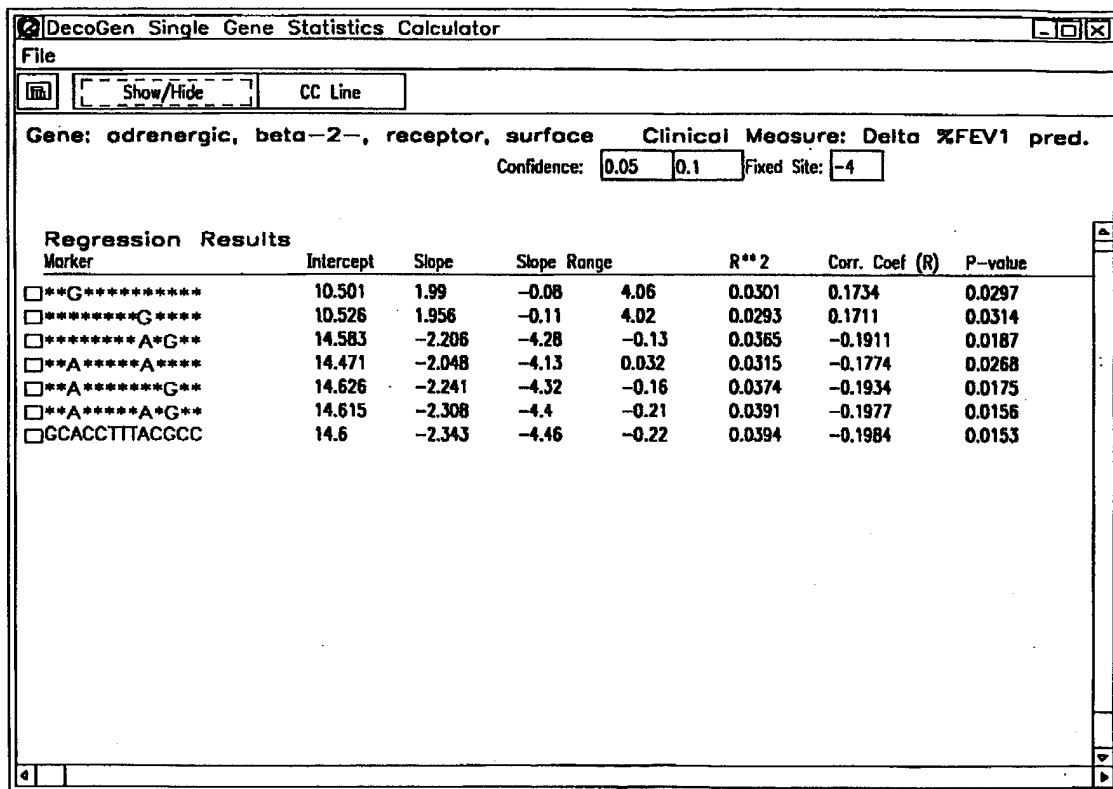 DecoGen Single Gene Statistics Calculator
File
Show/Hide CC Line
Gene: adrenergic, beta-2-, receptor, surface Clinical Measure: Delta %FEV1 pred.
Confidence: 0.05 0.1 Fixed Site: -4
Regression Results
Marker Intercept Slope Slope Range R**2 Corr. Coef (R) P-value
**G********** 10.501 1.99 -0.08 4.06 0.0301 0.1734 0.0297
********G**** 10.526 1.956 -0.11 4.02 0.0293 0.1711 0.0314
********A*G** 14.583 -2.206 -4.28 -0.13 0.0365 -0.1911 0.0187
**A*****A**** 14.471 -2.048 -4.13 0.032 0.0315 -0.1774 0.0268
**A*******G** 14.626 -2.241 -4.32 -0.16 0.0374 -0.1934 0.0175
**A*****A*G** 14.615 -2.308 -4.4 -0.21 0.0391 -0.1977 0.0156
GCACCTTTACGCC 14.6 -2.343 -4.46 -0.22 0.0394 -0.1984 0.0153